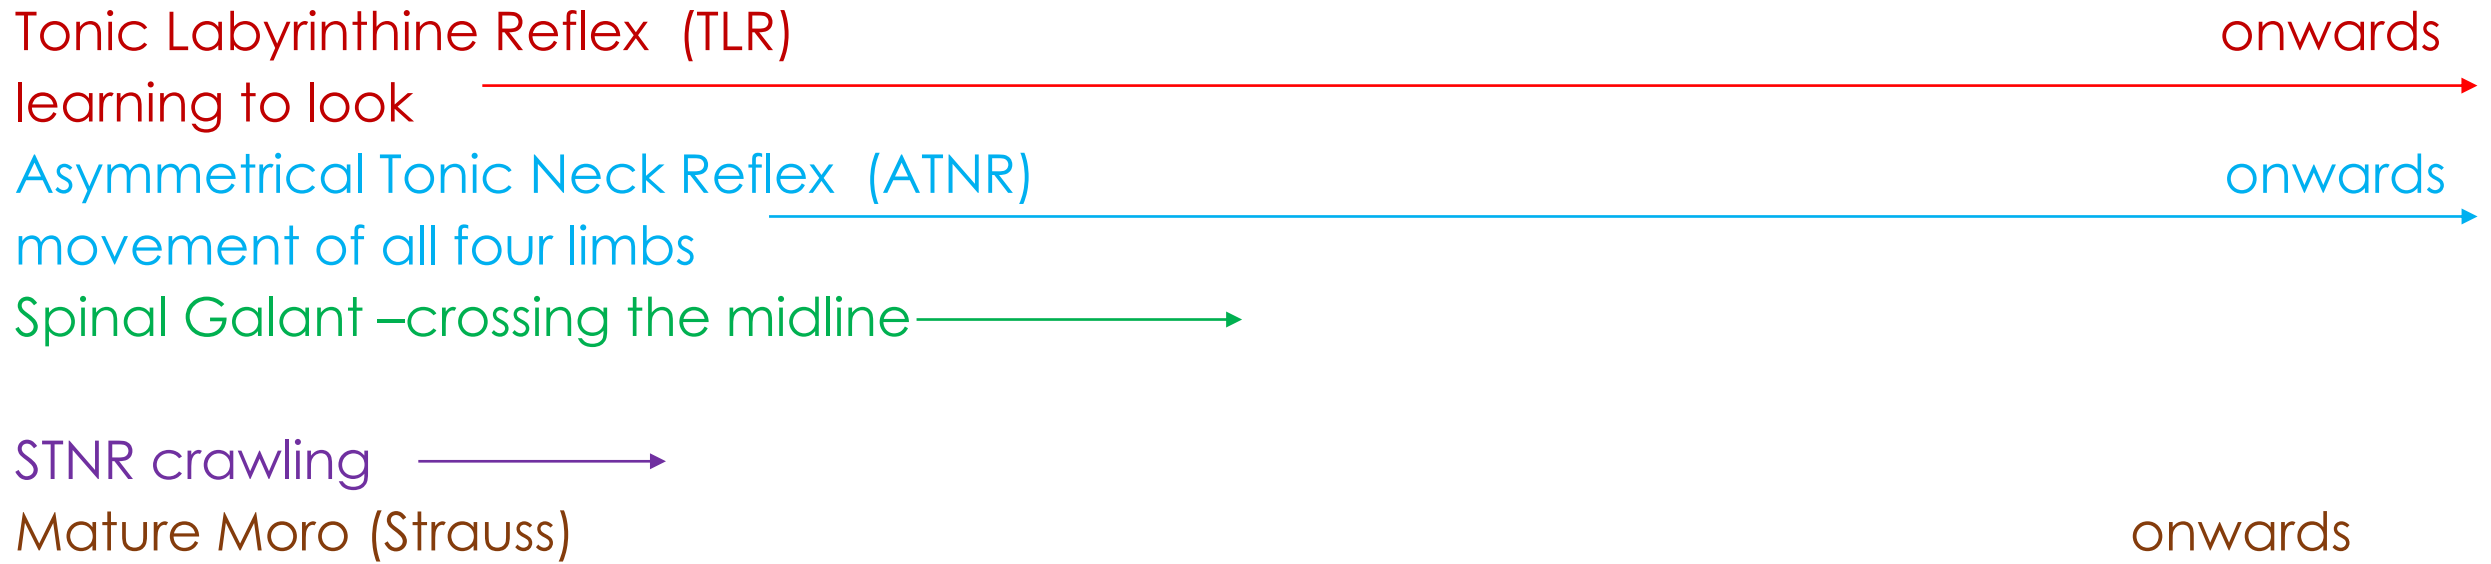 Tonic Labyrinthine Reflex  (TLR) onwards
learning to look
Asymmetrical Tonic Neck Reflex  (ATNR) onwards
movement of all four limbs
Spinal Galant –crossing the midline
STNR crawling
Mature Moro (Strauss) onwards